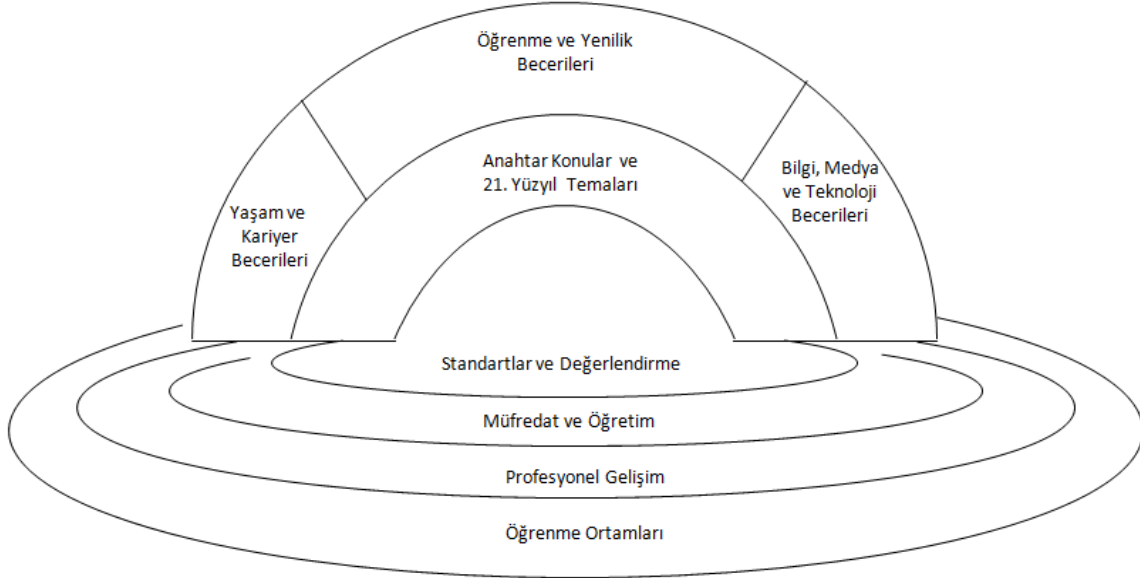 Öğrenme ve Yenilik
Becerileri
Anahtar Konular ve
21. Yüzyıl Temaları
Bilgi, Medya
ve Teknoloji
Becerileri
Yaşam ve
Kariyer
Becerileri
Standartlar ve Değerlendirme
Müfredat ve Öğretim
Profesyonel Gelişim
Öğrenme Ortamları